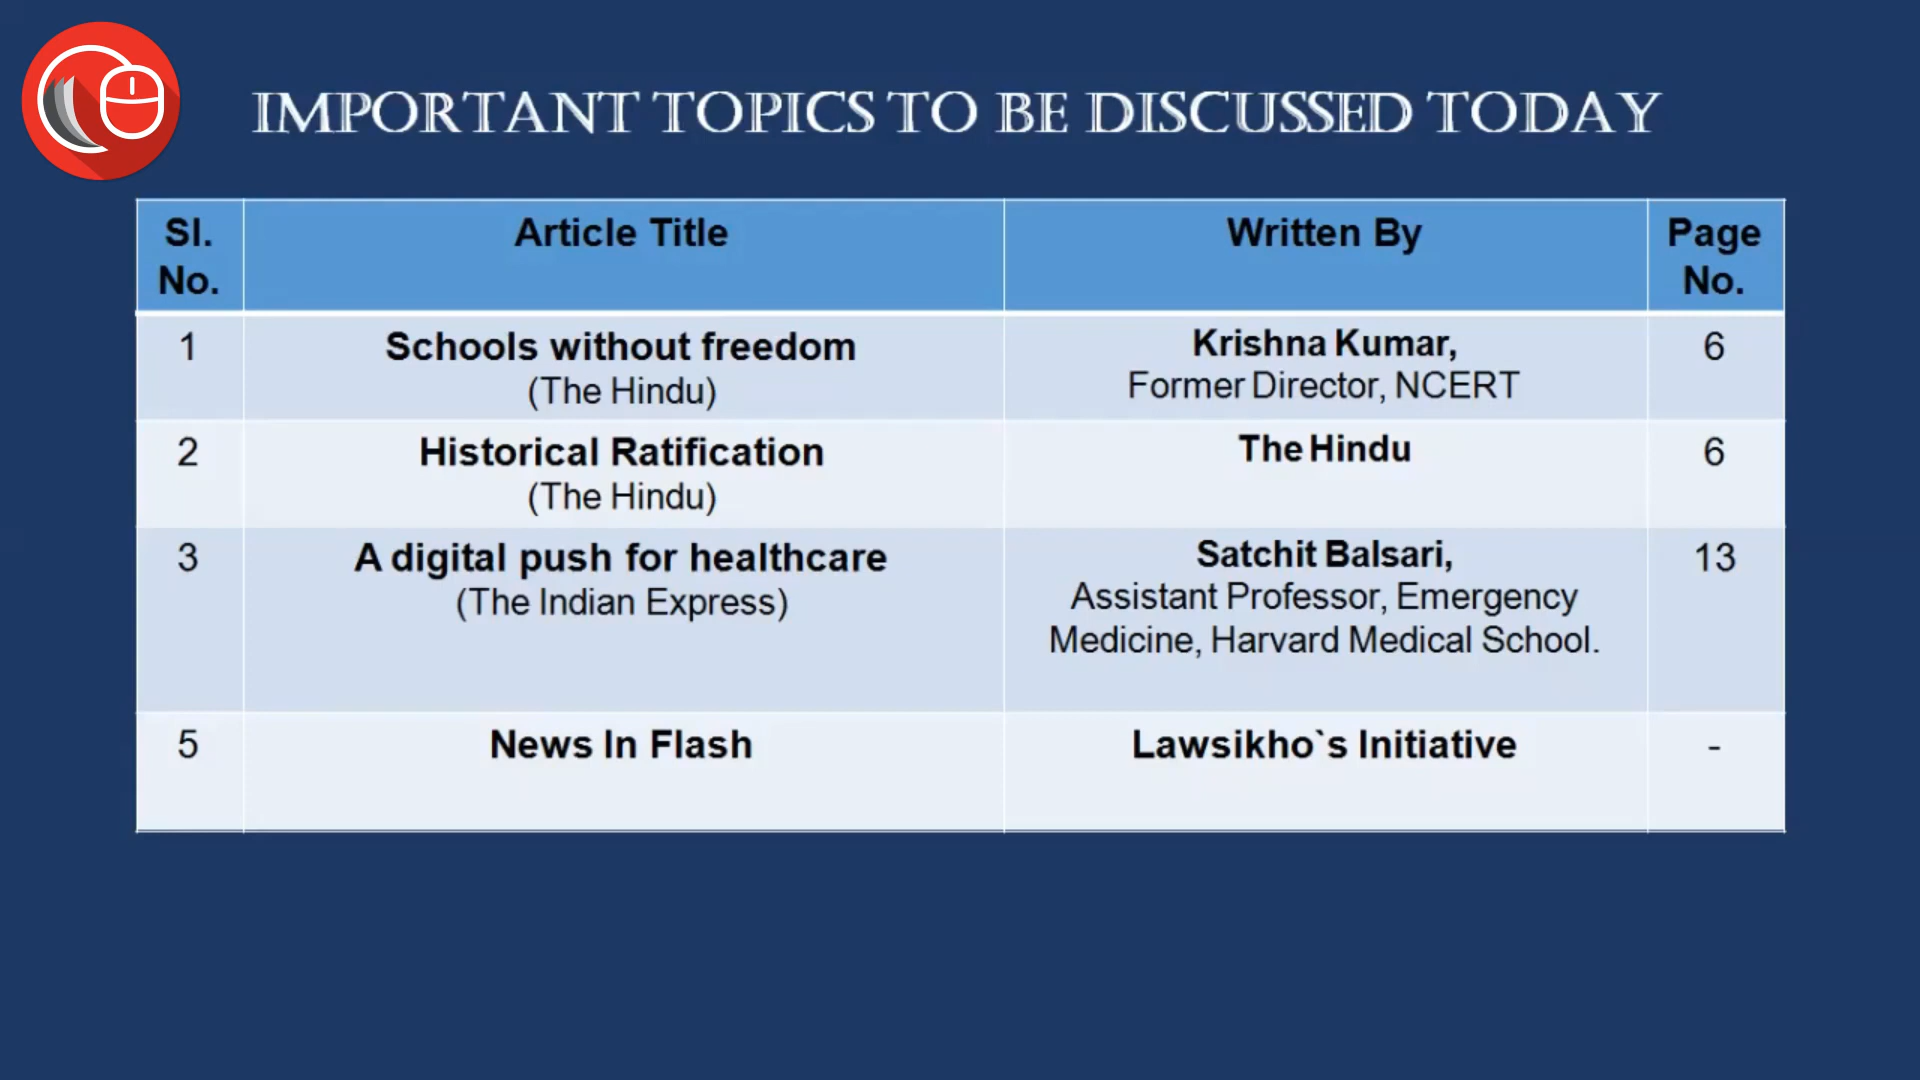 IMPORTANT TOPICS TO BE DISCUSSED TODAY
Sl. No. Article Title Written By Page No.
1 Schools without freedom Krishna Kumar, 6
(The Hindu) Former Director, NCERT
2 Historical Ratification The Hindu 6
(The Hindu)
3 A digital push for healthcare Satchit Balsari, 13
(The Indian Express) Assistant Professor, Emergency
Medicine, Harvard Medical School.
5 News In Flash Lawsikho`s Initiative -